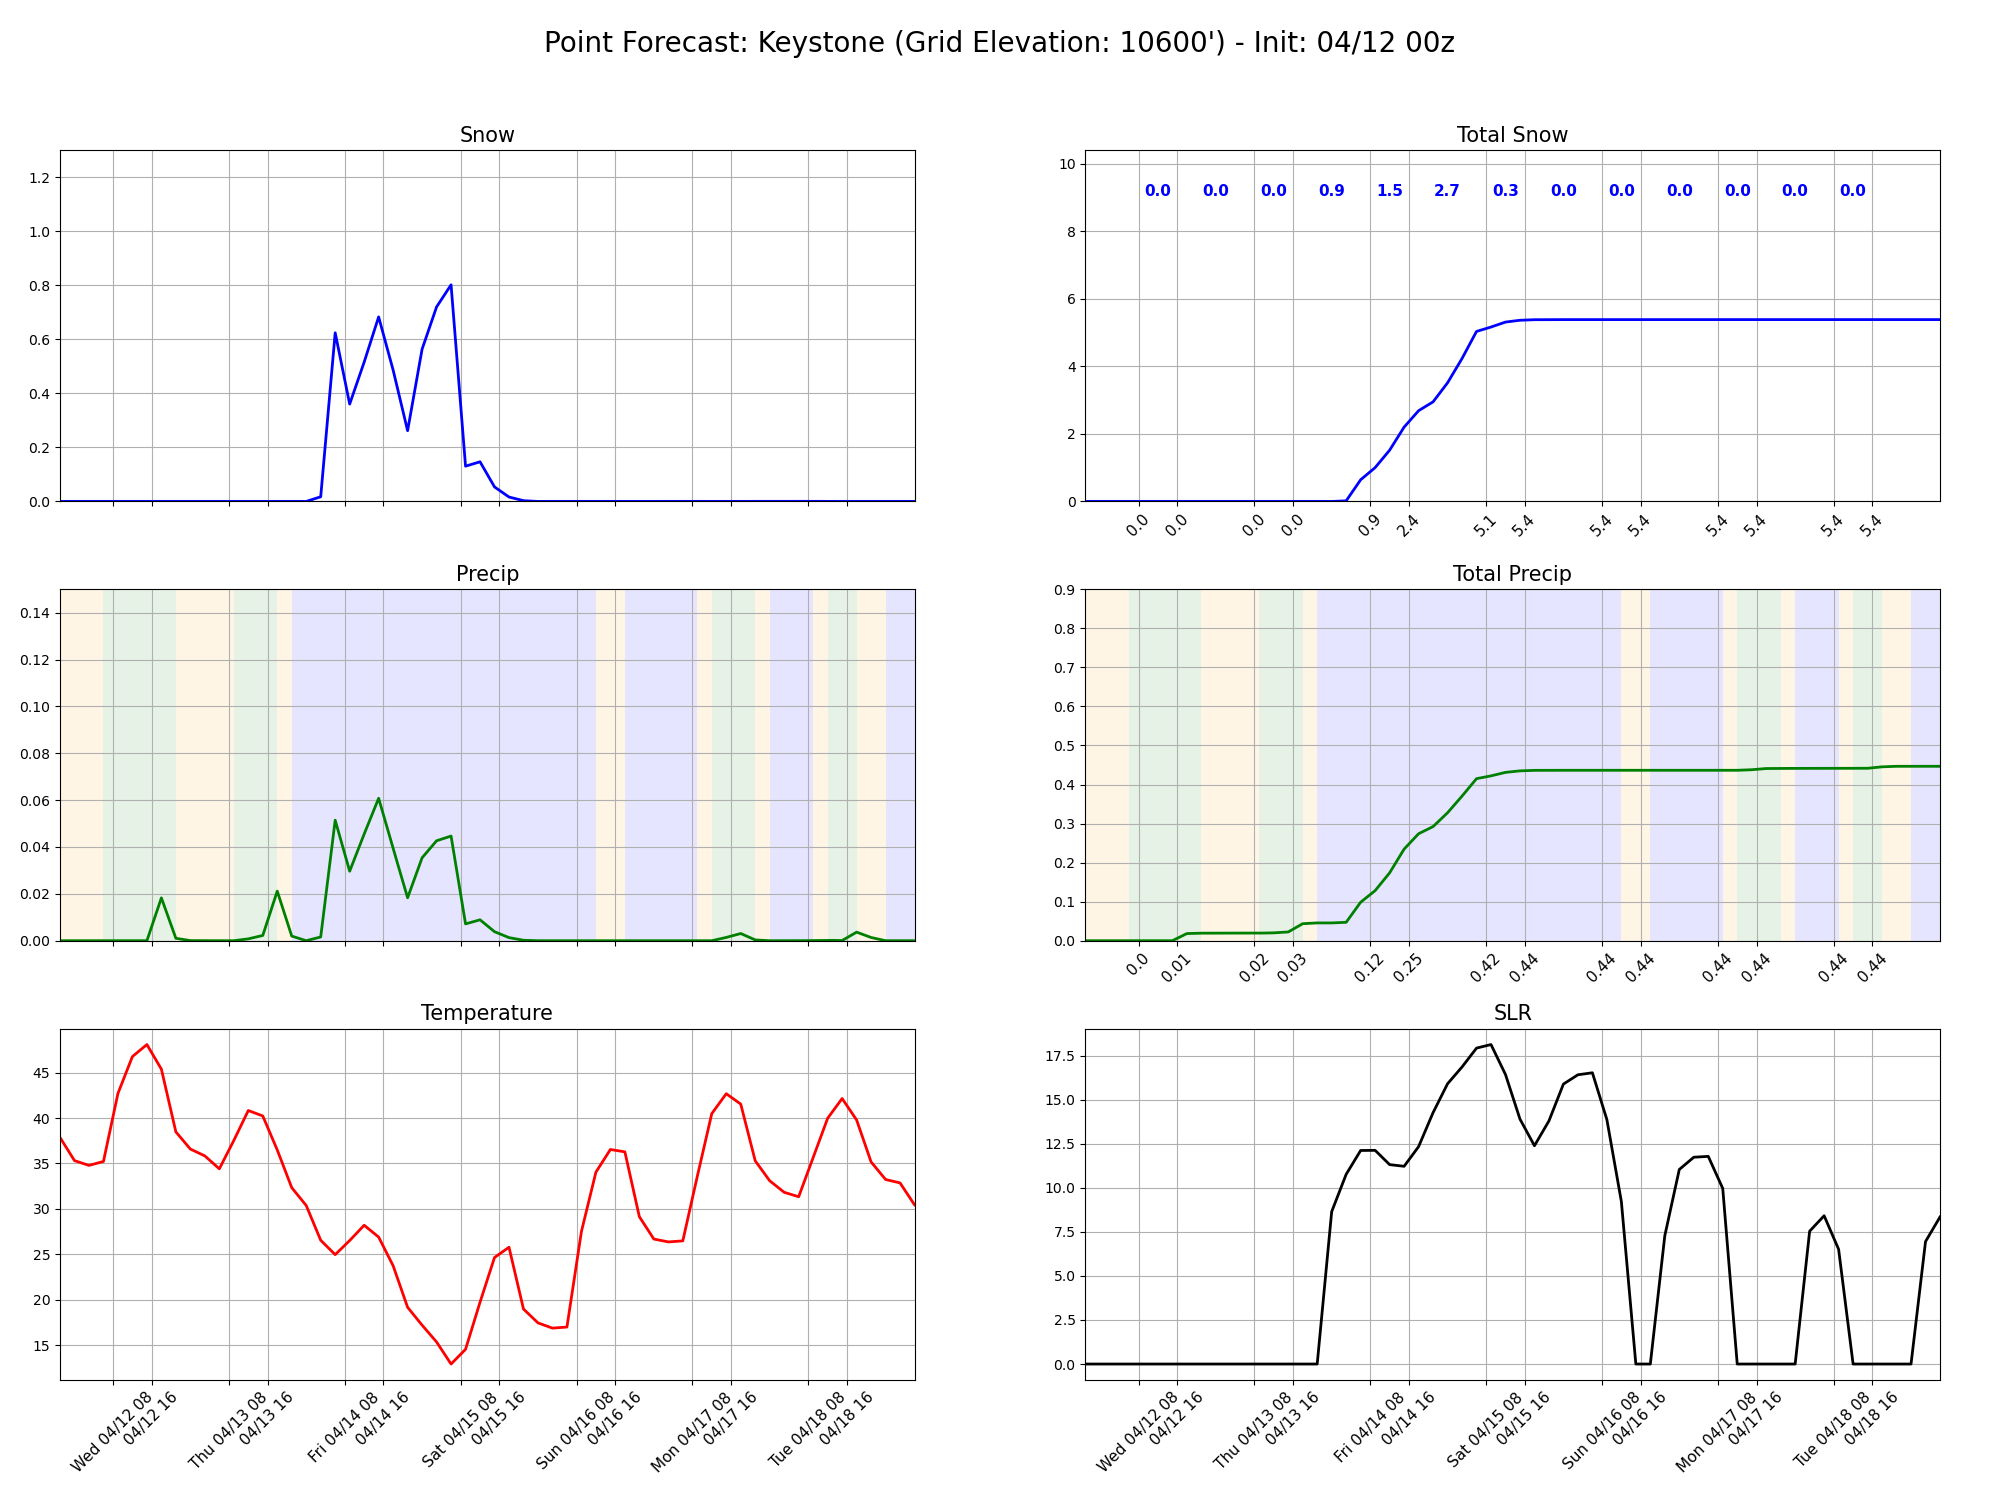 Point Forecast: Keystone (Grid Elevation: 10600') - Init: 04/12 00z
Snow
1.2
1.0
0.8
0.6
0.4
0.2
0.0
Total Snow
10
8
6
4
2
0
0.0 0.0 0.0 0.9 1.5 2.7 0.3 0.0 0.0 0.0 0.0 0.0 0.0
0.0 0.0 0.0 0.0 0.9 2.4 5.1 5.4 5.4 5.4 5.4 5.4 5.4 5.4
Precip
0.14
0.12
0.10
0.08
0.06
0.04
0.02
0.00
Total Precip
0.9
0.8
0.7
0.6
0.5
0.4
0.3
0.2
0.1
0.0
0.0 0.01 0.02 0.03 0.12 0.25 0.42 0.44 0.44 0.44 0.44 0.44 0.44 0.44
Temperature
45
40
35
30
25
20
15
Wed 04/12 08
04/12 16
Thu 04/13 08
04/13 16
Fri 04/14 08
04/14 16
Sat 04/15 08
04/15 16
Sun 04/16 08
04/16 16
Mon 04/17 08
04/17 16
Tue 04/18 08
04/18 16
SLR
17.5
15.0
12.5
10.0
7.5
5.0
2.5
0.0
Wed 04/12 08
04/12 16
Thu 04/13 08
04/13 16
Fri 04/14 08
04/14 16
Sat 04/15 08
04/15 16
Sun 04/16 08
04/16 16
Mon 04/17 08
04/17 16
Tue 04/18 08
04/18 16